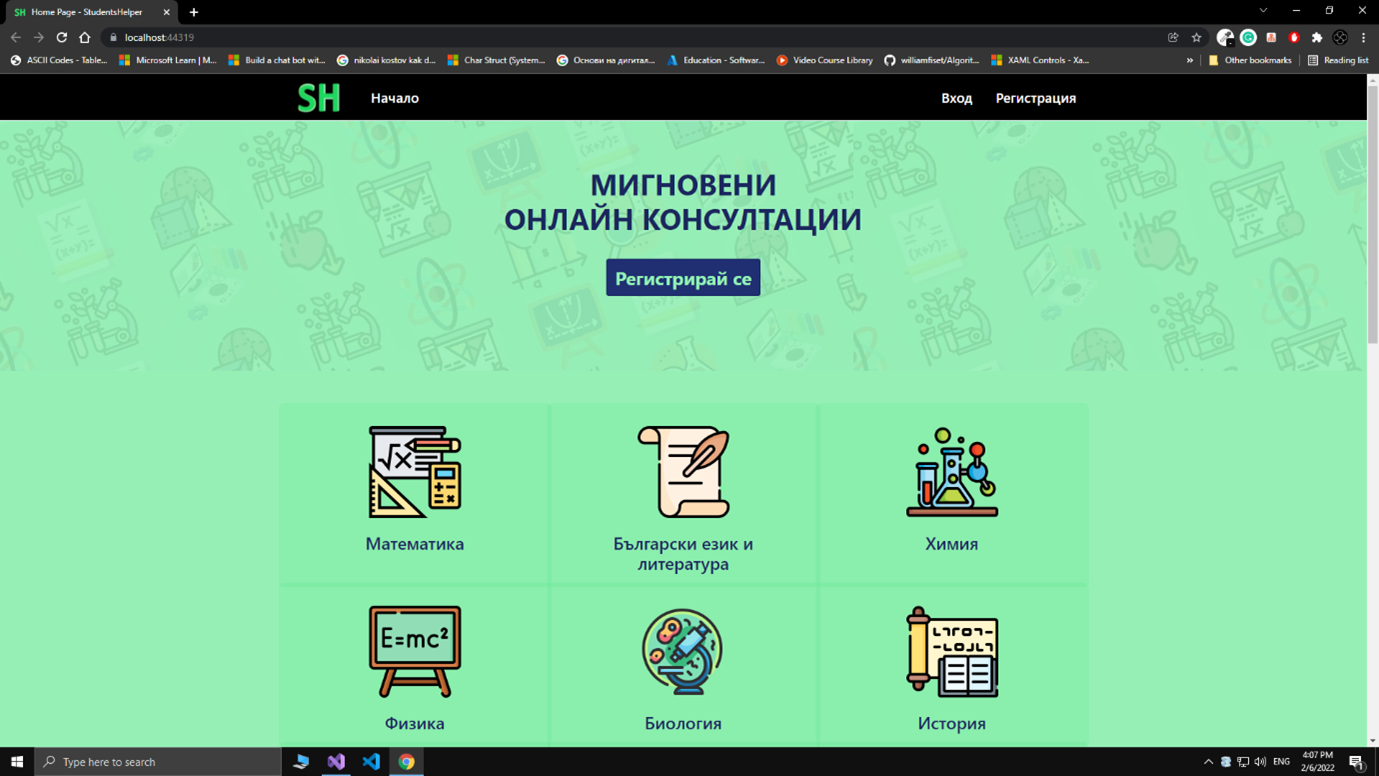 SH Home Page - StudentsHelper
localhost:44319
ASCII Codes - Table...
Microsoft Learn | M...
Build a chat bot wit...
nikolai kostov kak d...
Char Struct (System...
Основи на дигитал...
Education - Softwar...
Video Course Library
williamfiset/Algorit...
XAML Controls - Xa...
»
Other bookmarks
Reading list
SH
Начало
Вход
Регистрация
МИГНОВЕНИ
ОНЛАЙН КОНСУЛТАЦИИ
Регистрирай се
Математика
Български език и
литература
Химия
E=mc²
Физика
Биология
История
Type here to search
ENG
4:07 PM
2/6/2022
1